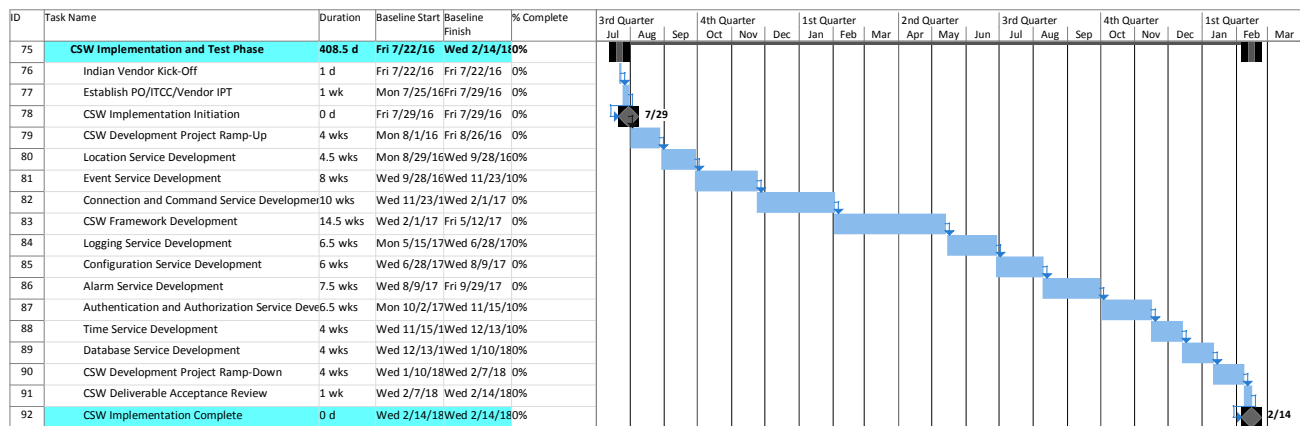 ID Task Name Duration Baseline Start Baseline Finish % Complete
3rd Quarter 4th Quarter 1st Quarter 2nd Quarter 3rd Quarter 4th Quarter 1st Quarter
Jul Aug Sep Oct Nov Dec Jan Feb Mar Apr May Jun Jul Aug Sep Oct Nov Dec Jan Feb Mar
75 CSW Implementation and Test Phase 408.5 d Fri 7/22/16 Wed 2/14/18 0%
76 Indian Vendor Kick-Off 1 d Fri 7/22/16 Fri 7/22/16 0%
77 Establish PO/ITCC/Vendor IPT 1 wk Mon 7/25/16 Fri 7/29/16 0%
78 CSW Implementation Initiation 0 d Fri 7/29/16 Fri 7/29/16 0% 7/29
79 CSW Development Project Ramp-Up 4 wks Mon 8/1/16 Fri 8/26/16 0%
80 Location Service Development 4.5 wks Mon 8/29/16 Wed 9/28/16 0%
81 Event Service Development 8 wks Wed 9/28/16 Wed 11/23/1 0%
82 Connection and Command Service Developmen 10 wks Wed 11/23/1 Wed 2/1/17 0%
83 CSW Framework Development 14.5 wks Wed 2/1/17 Fri 5/12/17 0%
84 Logging Service Development 6.5 wks Mon 5/15/17 Wed 6/28/17 0%
85 Configuration Service Development 6 wks Wed 6/28/17 Wed 8/9/17 0%
86 Alarm Service Development 7.5 wks Wed 8/9/17 Fri 9/29/17 0%
87 Authentication and Authorization Service Deve 6.5 wks Mon 10/2/17 Wed 11/15/1 0%
88 Time Service Development 4 wks Wed 11/15/1 Wed 12/13/1 0%
89 Database Service Development 4 wks Wed 12/13/1 Wed 1/10/18 0%
90 CSW Development Project Ramp-Down 4 wks Wed 1/10/18 Wed 2/7/18 0%
91 CSW Deliverable Acceptance Review 1 wk Wed 2/7/18 Wed 2/14/18 0%
92 CSW Implementation Complete 0 d Wed 2/14/18 Wed 2/14/18 0% 2/14